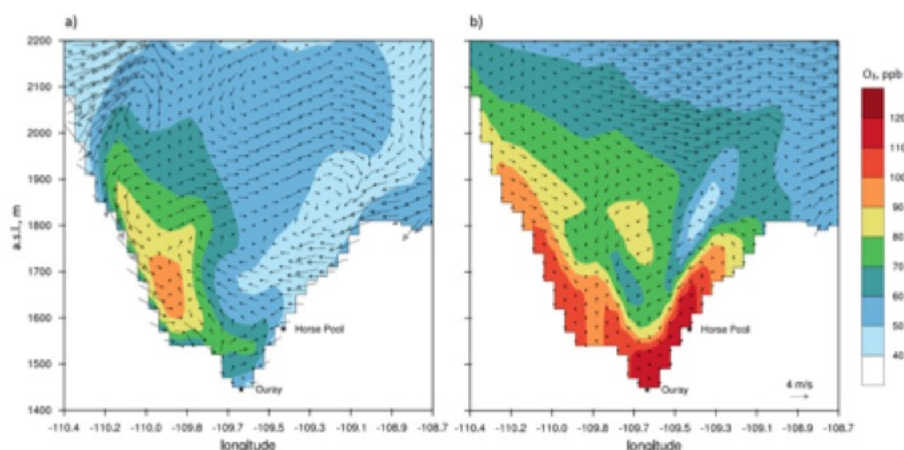 a)
b)
2200
2100
2000
1900
1800
1700
1600
1500
1400
a.s.l., m
Horse Pool
Ouray
Horse Pool
Ouray
4 m/s
-110.4 -110.2 -110.0 -109.8 -109.6 -109.5 -109.3 -109.1 -108.9 -108.7
-110.4 -110.2 -110.0 -109.8 -109.6 -109.5 -109.3 -109.1 -108.9 -108.7
longitude
longitude
O₃, ppb
120
110
100
90
80
70
60
50
40